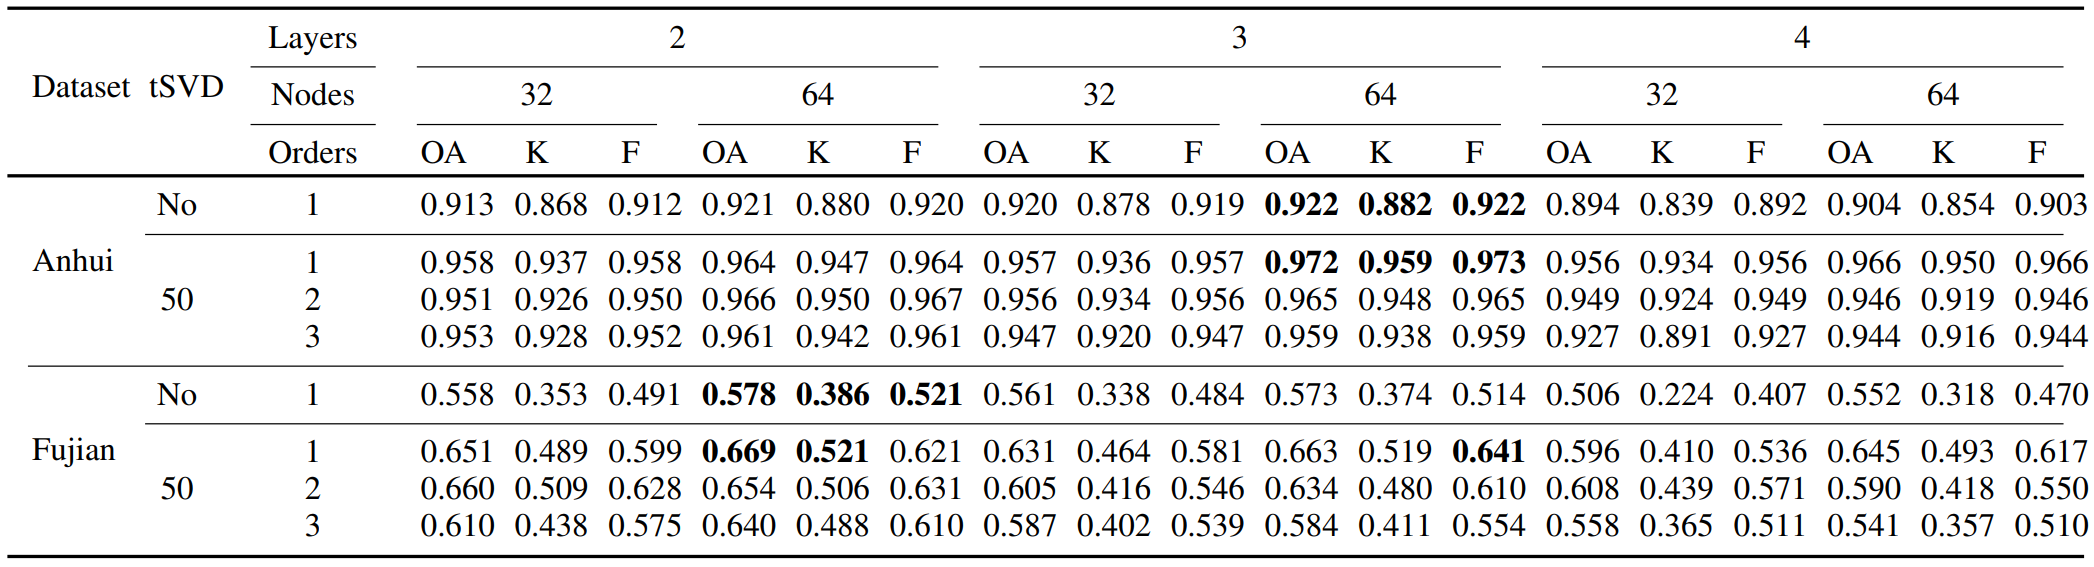 Layers 2 3 4
Dataset tSVD Nodes 32 64 32 64 32 64
Orders OA K F OA K F OA K F OA K F OA K F OA K F
No 1 0.913 0.868 0.912 0.921 0.880 0.920 0.920 0.878 0.919 0.922 0.882 0.922 0.894 0.839 0.892 0.904 0.854 0.903
Anhui 1 0.958 0.937 0.958 0.964 0.947 0.964 0.957 0.936 0.957 0.972 0.959 0.973 0.956 0.934 0.956 0.966 0.950 0.966
50 2 0.951 0.926 0.950 0.966 0.950 0.967 0.956 0.934 0.956 0.965 0.948 0.965 0.949 0.924 0.949 0.946 0.919 0.946
3 0.953 0.928 0.952 0.961 0.942 0.961 0.947 0.920 0.947 0.959 0.938 0.959 0.927 0.891 0.927 0.944 0.916 0.944
No 1 0.558 0.353 0.491 0.578 0.386 0.521 0.561 0.338 0.484 0.573 0.374 0.514 0.506 0.224 0.407 0.552 0.318 0.470
Fujian 1 0.651 0.489 0.599 0.669 0.521 0.621 0.631 0.464 0.581 0.663 0.519 0.641 0.596 0.410 0.536 0.645 0.493 0.617
50 2 0.660 0.509 0.628 0.654 0.506 0.631 0.605 0.416 0.546 0.634 0.480 0.610 0.608 0.439 0.571 0.590 0.418 0.550
3 0.610 0.438 0.575 0.640 0.488 0.610 0.587 0.402 0.539 0.584 0.411 0.554 0.558 0.365 0.511 0.541 0.357 0.510